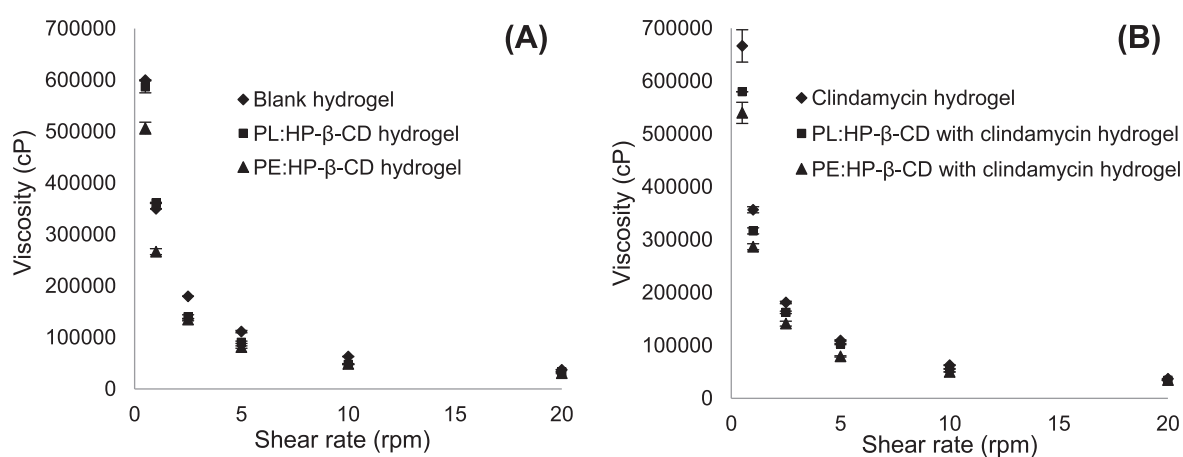 (A)
Viscosity (cP)
700000
600000
500000
400000
300000
200000
100000
0
Blank hydrogel
PL:HP-β-CD hydrogel
PE:HP-β-CD hydrogel
0 5 10 15 20
Shear rate (rpm)
(B)
Viscosity (cP)
700000
600000
500000
400000
300000
200000
100000
0
Clindamycin hydrogel
PL:HP-β-CD with clindamycin hydrogel
PE:HP-β-CD with clindamycin hydrogel
0 5 10 15 20
Shear rate (rpm)